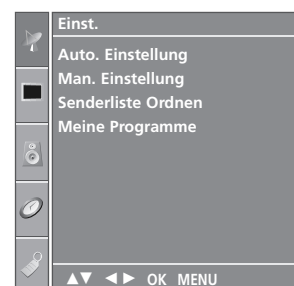 Einst.
Auto. Einstellung
Man. Einstellung
Senderliste Ordnen
Meine Programme
▲▼ ◄► OK MENU